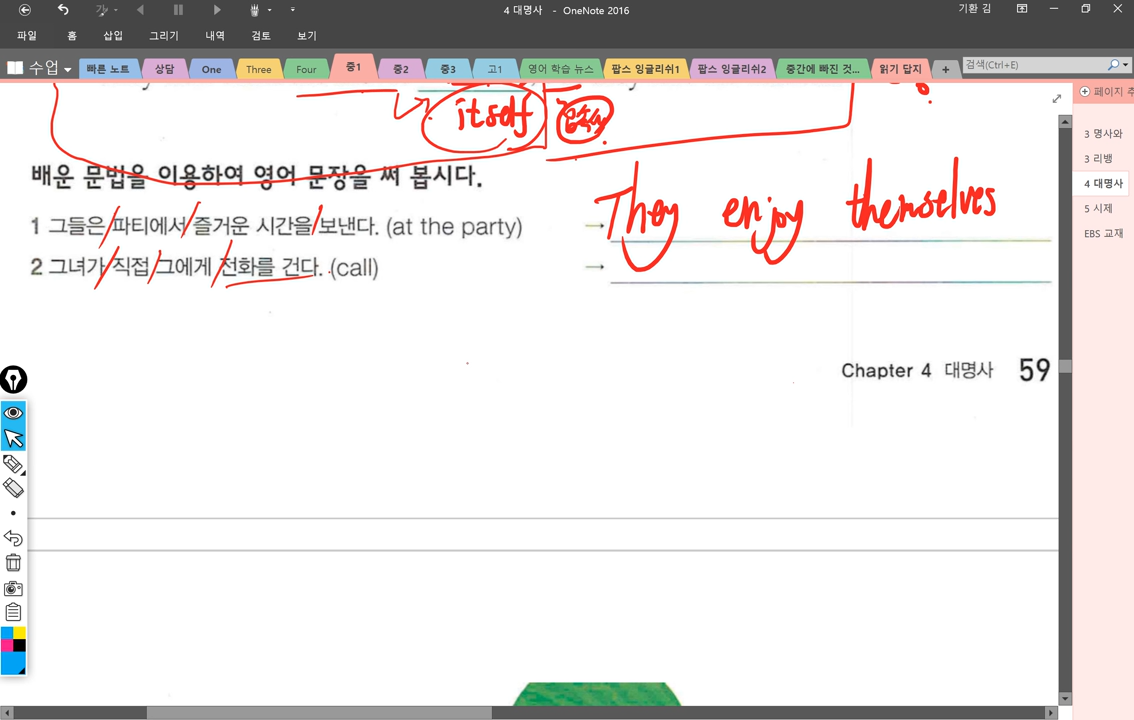 4 대명사 - OneNote 2016
기환 김
파일 홈 삽입 그리기 내역 검토 보기
수업 빠른 노트 상담 One Three Four 중1 중2 중3 고1 영어 학습 뉴스 팝스 잉글리쉬1 팝스 잉글리쉬2 중간에 빠진 것... 읽기 답지 + 검색(Ctrl+E)
페이지 추
3 명사와
3 리뱅
4 대명사
5 시제
EBS 교재
itself
배운 문법을 이용하여 영어 문장을 써 봅시다.
1 그들은 파티에서 즐거운 시간을 보낸다. (at the party) → They enjoy themselves
2 그녀가 직접 그에게 전화를 건다. (call) →
Chapter 4 대명사 59